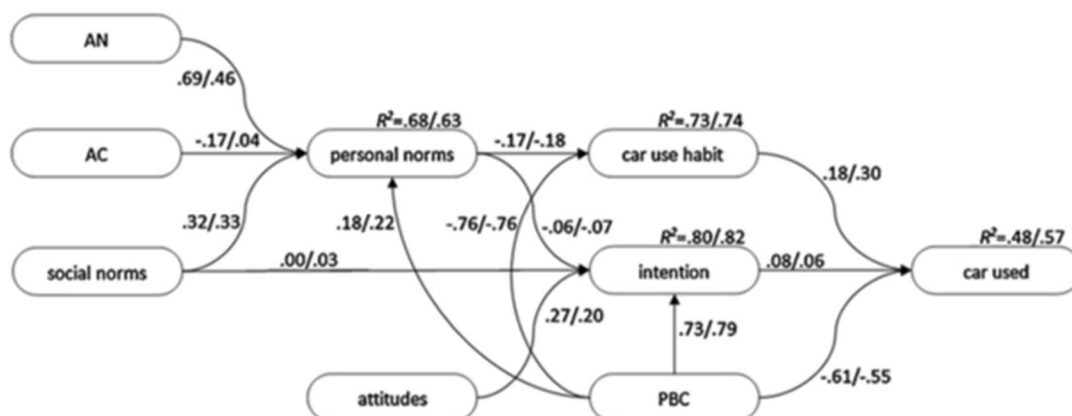 AN
.69/.46
R²=.68/.63
R²=.73/.74
AC
-.17/.04
personal norms
-.17/-.18
car use habit
.18/.30
.32/.33
.18/.22
-.76/-.76
-.06/-.07
R²=.80/.82
R²=.48/.57
social norms
.00/.03
intention
.08/.06
car used
.27/.20
.73/.79
-.61/-.55
attitudes
PBC